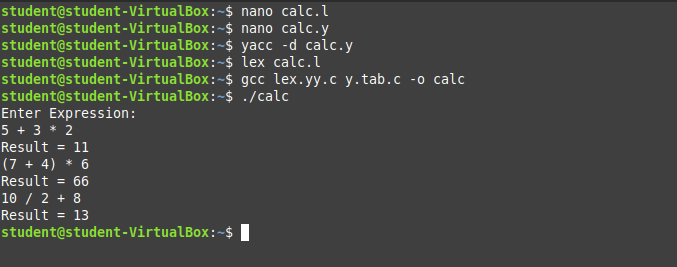 student@student-VirtualBox:~$ nano calc.l
student@student-VirtualBox:~$ nano calc.y
student@student-VirtualBox:~$ yacc -d calc.y
student@student-VirtualBox:~$ lex calc.l
student@student-VirtualBox:~$ gcc lex.yy.c y.tab.c -o calc
student@student-VirtualBox:~$ ./calc
Enter Expression:
5 + 3 * 2
Result = 11
(7 + 4) * 6
Result = 66
10 / 2 + 8
Result = 13
student@student-VirtualBox:~$